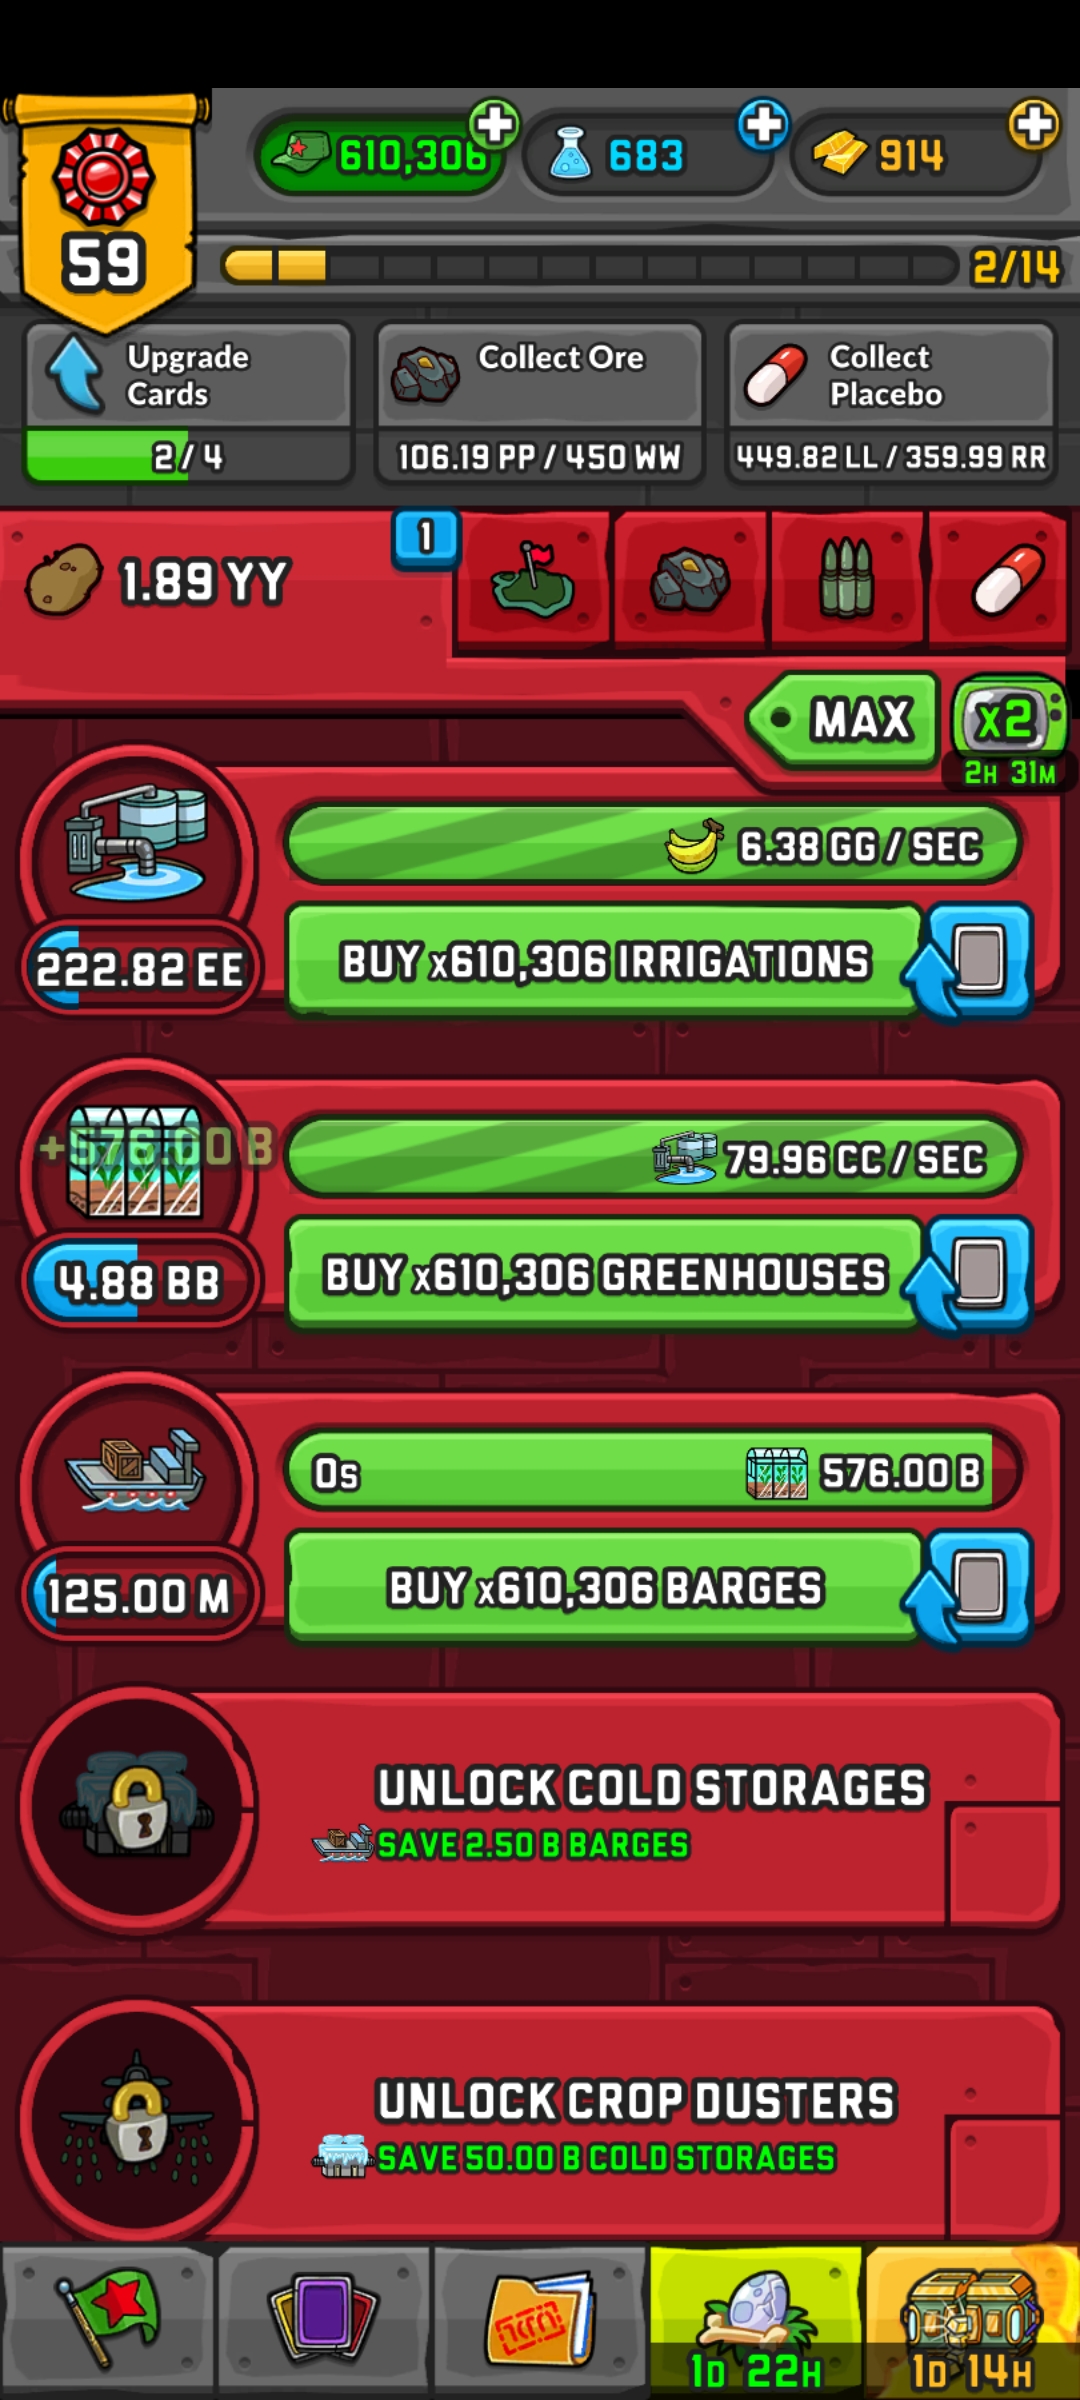 610,306
683
914
59
2/14
Upgrade
Cards
2/4
Collect Ore
106.19 PP / 450 WW
Collect
Placebo
449.82 LL / 359.99 RR
1.89 YY
1
MAX
x2
2H 31M
6.38 GG / SEC
222.82 EE
BUY x610,306 IRRIGATIONS
+576.00 B
79.96 CC / SEC
4.88 BB
BUY x610,306 GREENHOUSES
0s
576.00 B
125.00 M
BUY x610,306 BARGES
UNLOCK COLD STORAGES
SAVE 2.50 B BARGES
UNLOCK CROP DUSTERS
SAVE 50.00 B COLD STORAGES
1D 22H
1D 14H